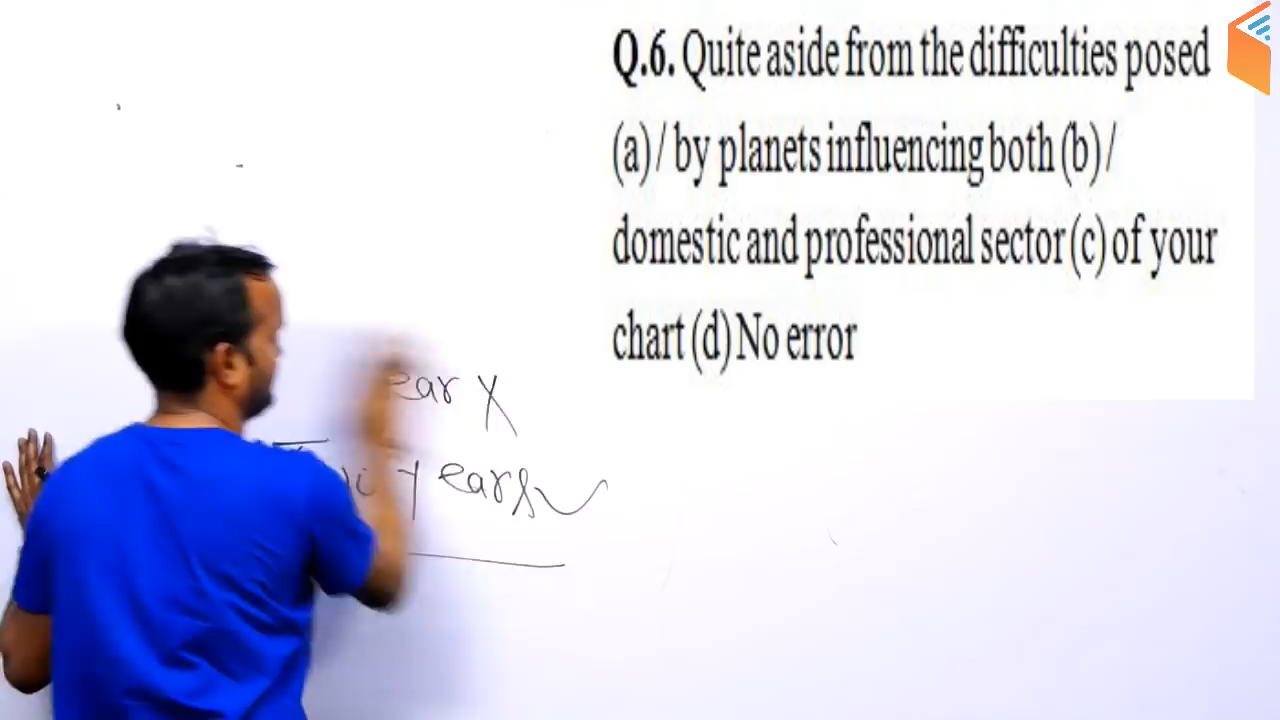 Q.6. Quite aside from the difficulties posed
(a) / by planets influencing both (b) /
domestic and professional sector (c) of your
chart (d) No error
ear X
years